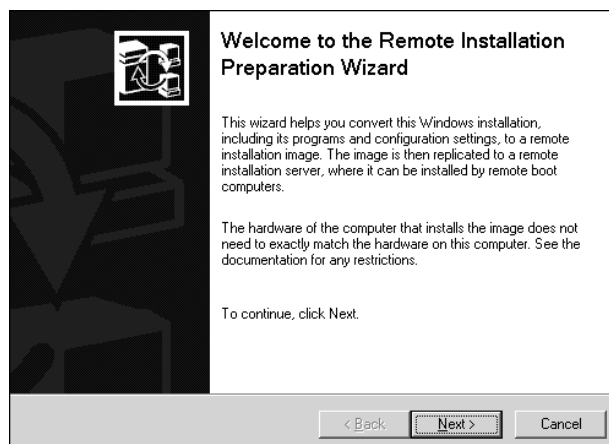 Welcome to the Remote Installation
Preparation Wizard
This wizard helps you convert this Windows installation,
including its programs and configuration settings, to a remote
installation image. The image is then replicated to a remote
installation server, where it can be installed by remote boot
computers.
The hardware of the computer that installs the image does not
need to exactly match the hardware on this computer. See the
documentation for any restrictions.
To continue, click Next.
< Back Next > Cancel